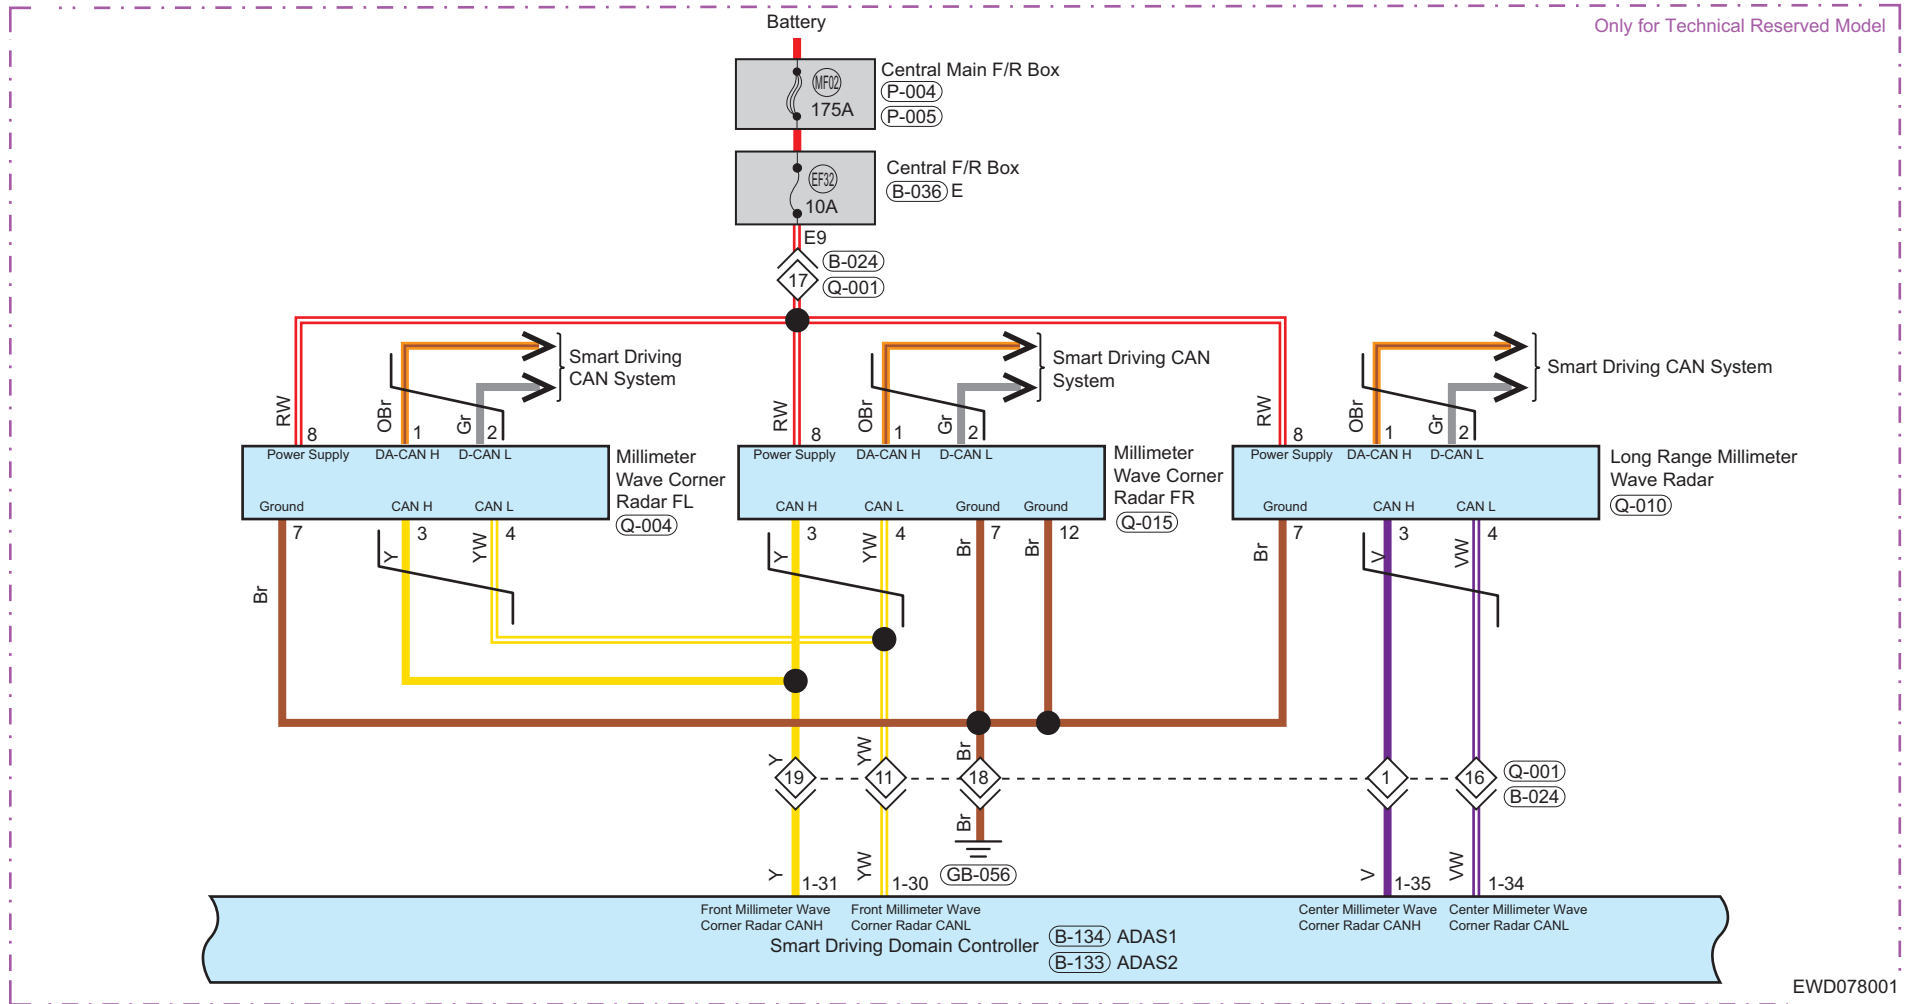 Battery
Only for Technical Reserved Model
MF02
175A
Central Main F/R Box
P-004
P-005
EF32
10A
Central F/R Box
B-036 E
E9
B-024
17
Q-001
Smart Driving
CAN System
Smart Driving CAN
System
Smart Driving CAN System
RW
8
OBr
1
Gr
2
RW
8
OBr
1
Gr
2
RW
8
OBr
1
Gr
2
Power Supply
DA-CAN H
D-CAN L
Ground
CAN H
CAN L
Millimeter
Wave Corner
Radar FL
Q-004
Power Supply
DA-CAN H
D-CAN L
CAN H
CAN L
Ground
Ground
Millimeter
Wave Corner
Radar FR
Q-015
Power Supply
DA-CAN H
D-CAN L
Ground
CAN H
CAN L
Long Range Millimeter
Wave Radar
Q-010
7
3
4
3
4
7
12
7
3
4
Br
Y
YW
Y
YW
Br
Br
Br
V
VW
Y
YW
Br
19
11
18
1
16
Q-001
B-024
Br
GB-056
Y
1-31
YW
1-30
V
1-35
VW
1-34
Front Millimeter Wave
Corner Radar CANH
Front Millimeter Wave
Corner Radar CANL
Center Millimeter Wave
Corner Radar CANH
Center Millimeter Wave
Corner Radar CANL
Smart Driving Domain Controller
B-134 ADAS1
B-133 ADAS2
EWD078001